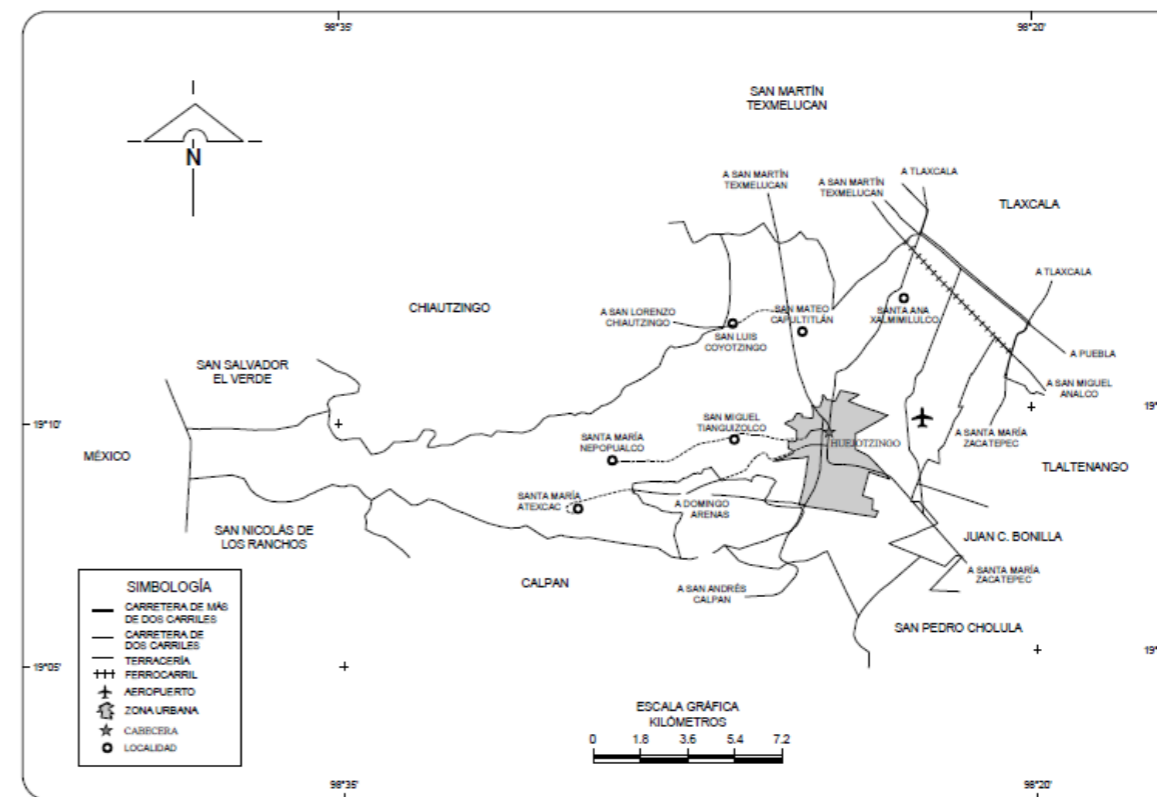 98°35'
98°20'
SAN MARTÍN
TEXMELUCAN
N
A SAN MARTÍN
TEXMELUCAN
A SAN MARTÍN
TEXMELUCAN
A TLAXCALA
TLAXCALA
A TLAXCALA
CHIAUTZINGO
A SAN LORENZO
CHIAUTZINGO
SAN LUIS
COYOTZINGO
SAN MATEO
CAPULTITLÁN
SANTA ANA
XALMIMILULCO
A PUEBLA
A SAN MIGUEL
ANALCO
SAN SALVADOR
EL VERDE
19°10'
19°
MÉXICO
SANTA MARÍA
NEPOPUALCO
SAN MIGUEL
TIANGUIZOLCO
HUEJOTZINGO
A SANTA MARÍA
ZACATEPEC
TLALTENANGO
SANTA MARÍA
ATEXCAC
A DOMINGO
ARENAS
SAN NICOLÁS DE
LOS RANCHOS
JUAN C. BONILLA
CALPAN
A SAN ANDRÉS
CALPAN
A SANTA MARÍA
ZACATEPEC
SAN PEDRO CHOLULA
19°05'
19°
SIMBOLOGÍA
CARRETERA DE MÁS
DE DOS CARRILES
CARRETERA DE
DOS CARRILES
TERRACERÍA
FERROCARRIL
AEROPUERTO
ZONA URBANA
CABECERA
LOCALIDAD
ESCALA GRÁFICA
KILÓMETROS
0 1.8 3.6 5.4 7.2
98°35'
98°20'